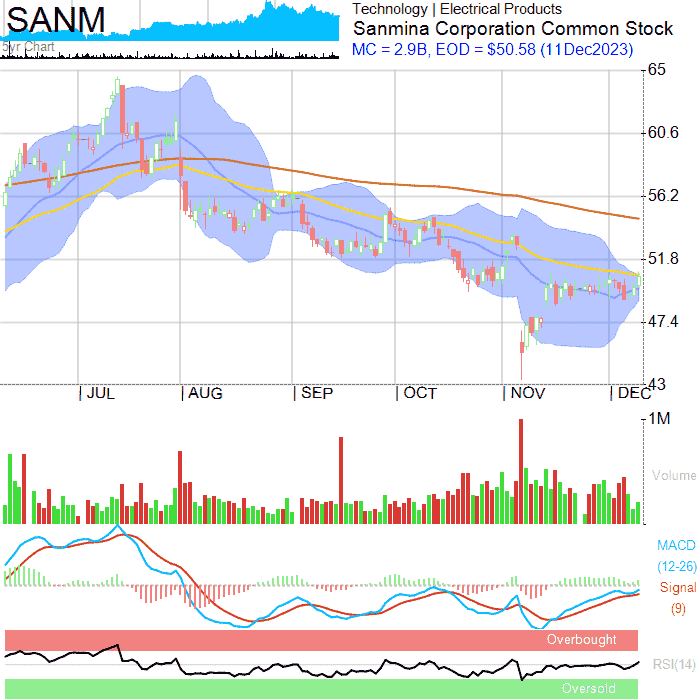 SANM
5yr Chart
Technology | Electrical Products
Sanmina Corporation Common Stock
MC = 2.9B, EOD = $50.58 (11Dec2023)
65
60.6
56.2
51.8
47.4
43
JUL AUG SEP OCT NOV DEC
1M
Volume
MACD
(12-26)
Signal
(9)
Overbought
RSI(14)
Oversold